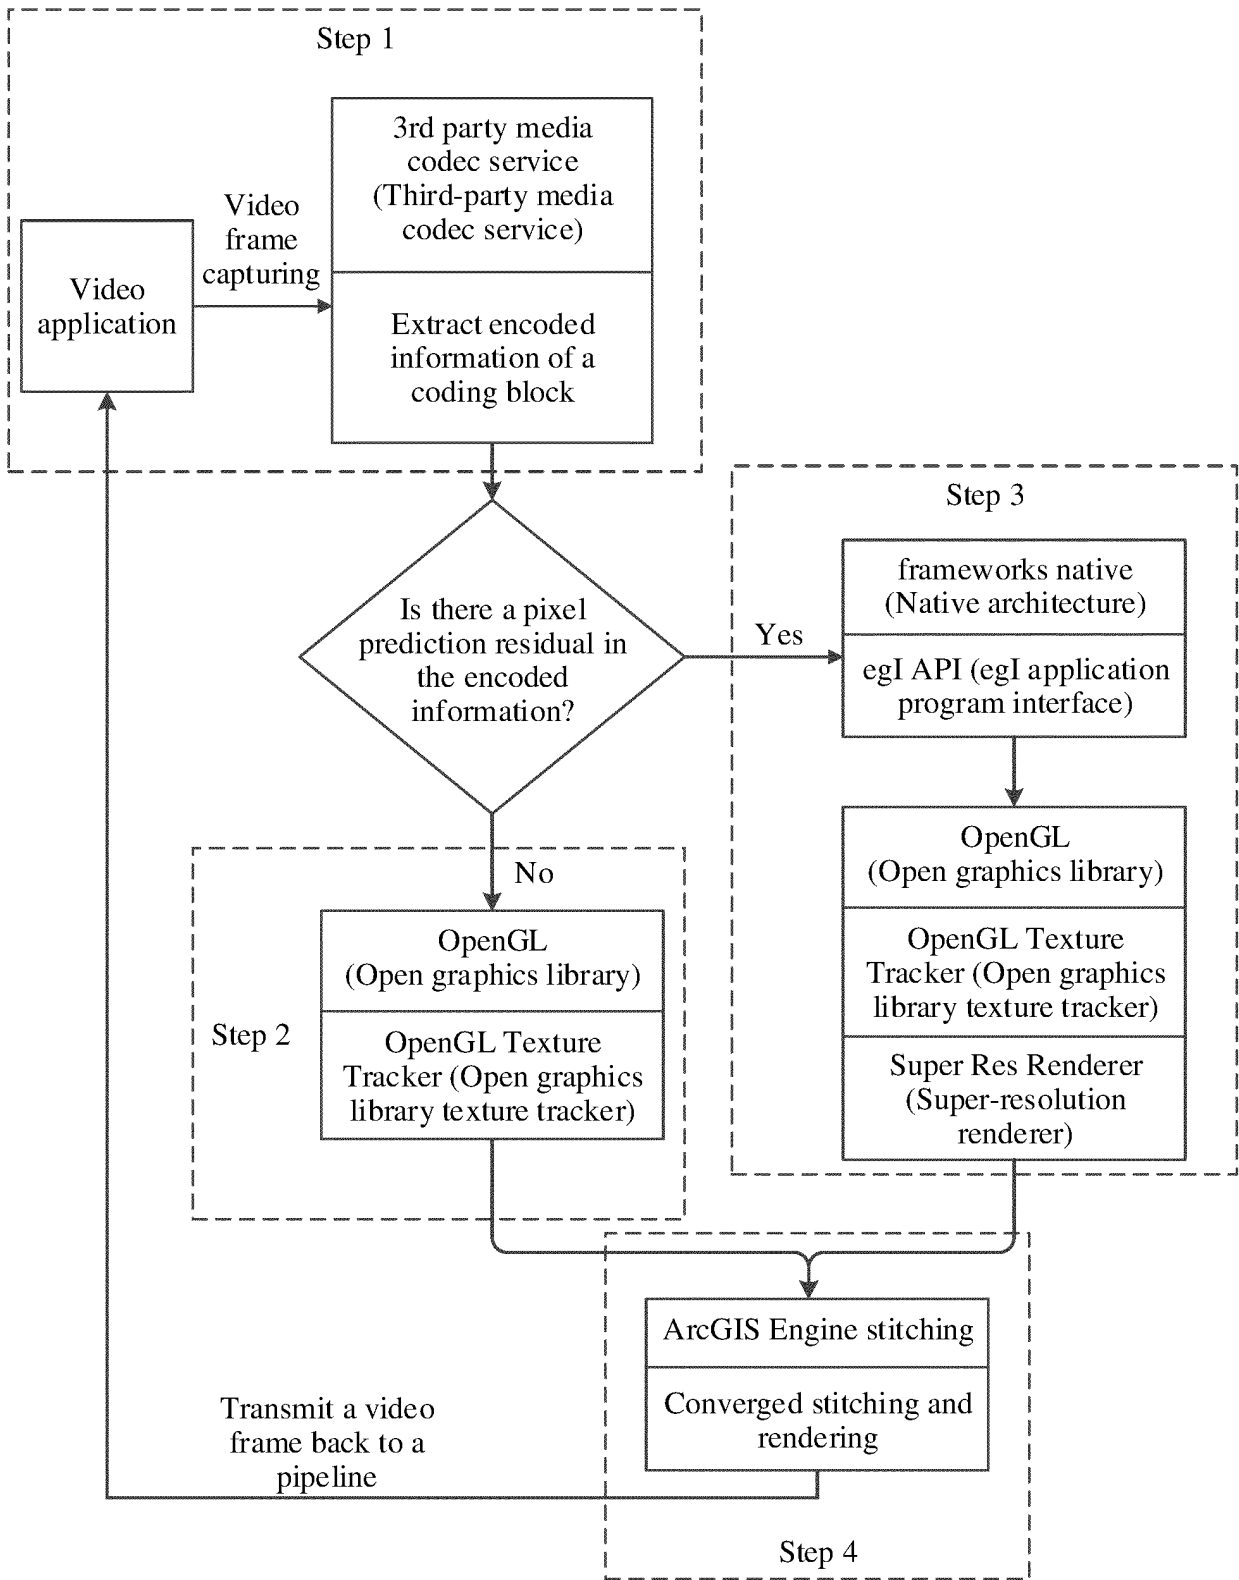 Step 1
3rd party media
codec service
(Third-party media
codec service)
Video
frame
capturing
Video
application
Extract encoded
information of a
coding block
Step 3
frameworks native
(Native architecture)
Is there a pixel
prediction residual in
the encoded
information?
Yes
egI API (egI application
program interface)
OpenGL
(Open graphics library)
No
OpenGL
(Open graphics library)
OpenGL Texture
Tracker (Open graphics
library texture tracker)
Step 2
OpenGL Texture
Tracker (Open graphics
library texture tracker)
Super Res Renderer
(Super-resolution
renderer)
ArcGIS Engine stitching
Converged stitching and
rendering
Transmit a video
frame back to a
pipeline
Step 4